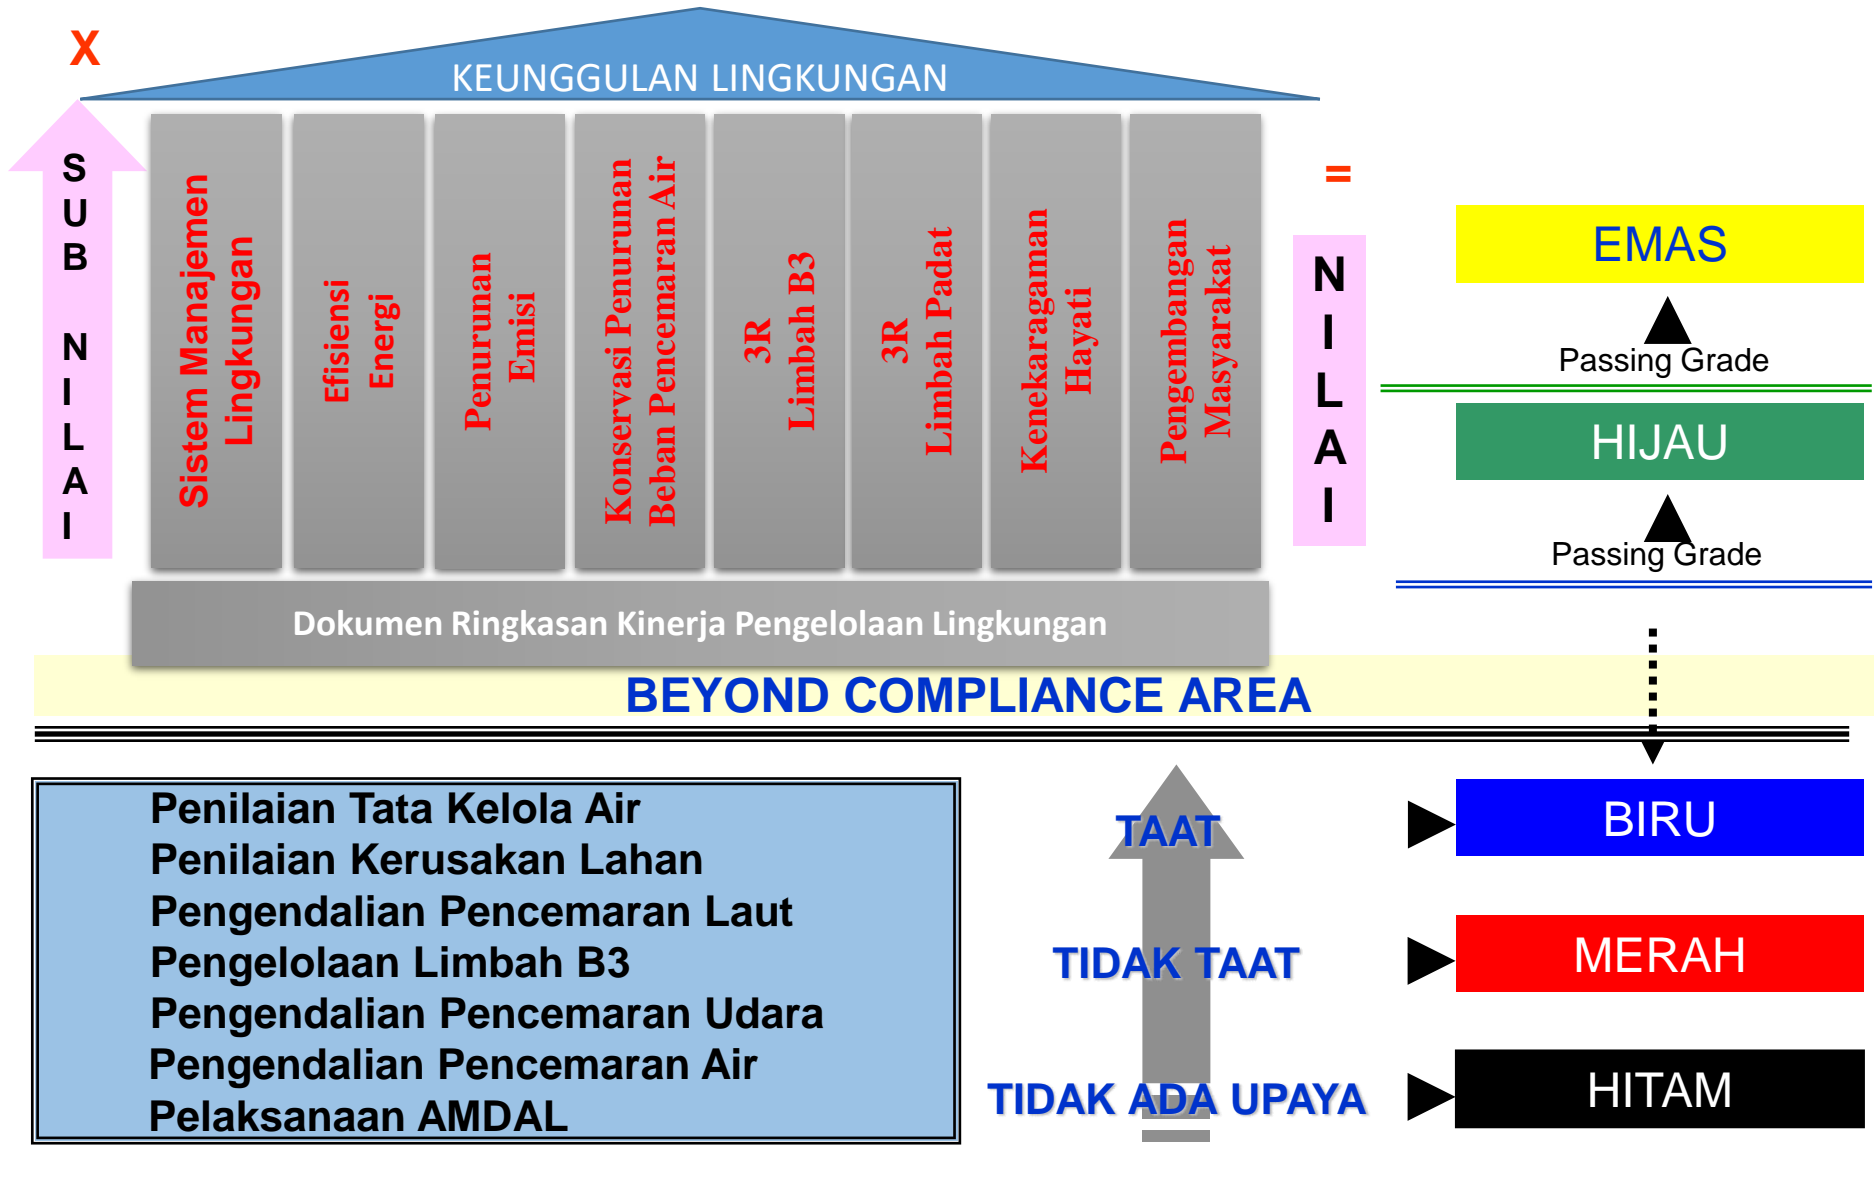 X
KEUNGGULAN LINGKUNGAN
SUB NILAI
Sistem Manajemen
Lingkungan
Efisiensi
Energi
Penurunan
Emisi
Konservasi Penurunan
Beban Pencemaran Air
3R
Limbah B3
3R
Limbah Padat
Kenekaragaman
Hayati
Pengembangan
Masyarakat
=
NILAI
EMAS
Passing Grade
HIJAU
Passing Grade
Dokumen Ringkasan Kinerja Pengelolaan Lingkungan
BEYOND COMPLIANCE AREA
Penilaian Tata Kelola Air
Penilaian Kerusakan Lahan
Pengendalian Pencemaran Laut
Pengelolaan Limbah B3
Pengendalian Pencemaran Udara
Pengendalian Pencemaran Air
Pelaksanaan AMDAL
TAAT
TIDAK TAAT
TIDAK ADA UPAYA
BIRU
MERAH
HITAM